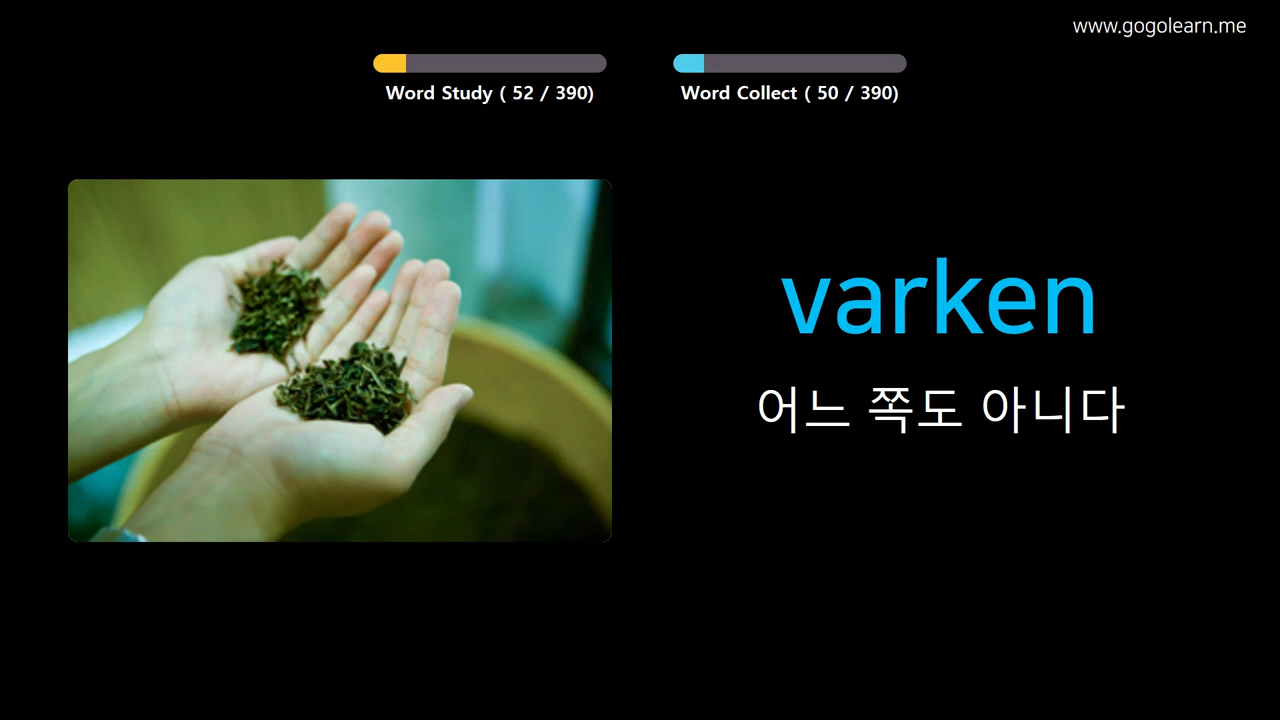 www.gogolearn.me
Word Study ( 52 / 390)
Word Collect ( 50 / 390)
varken
어느 쪽도 아니다